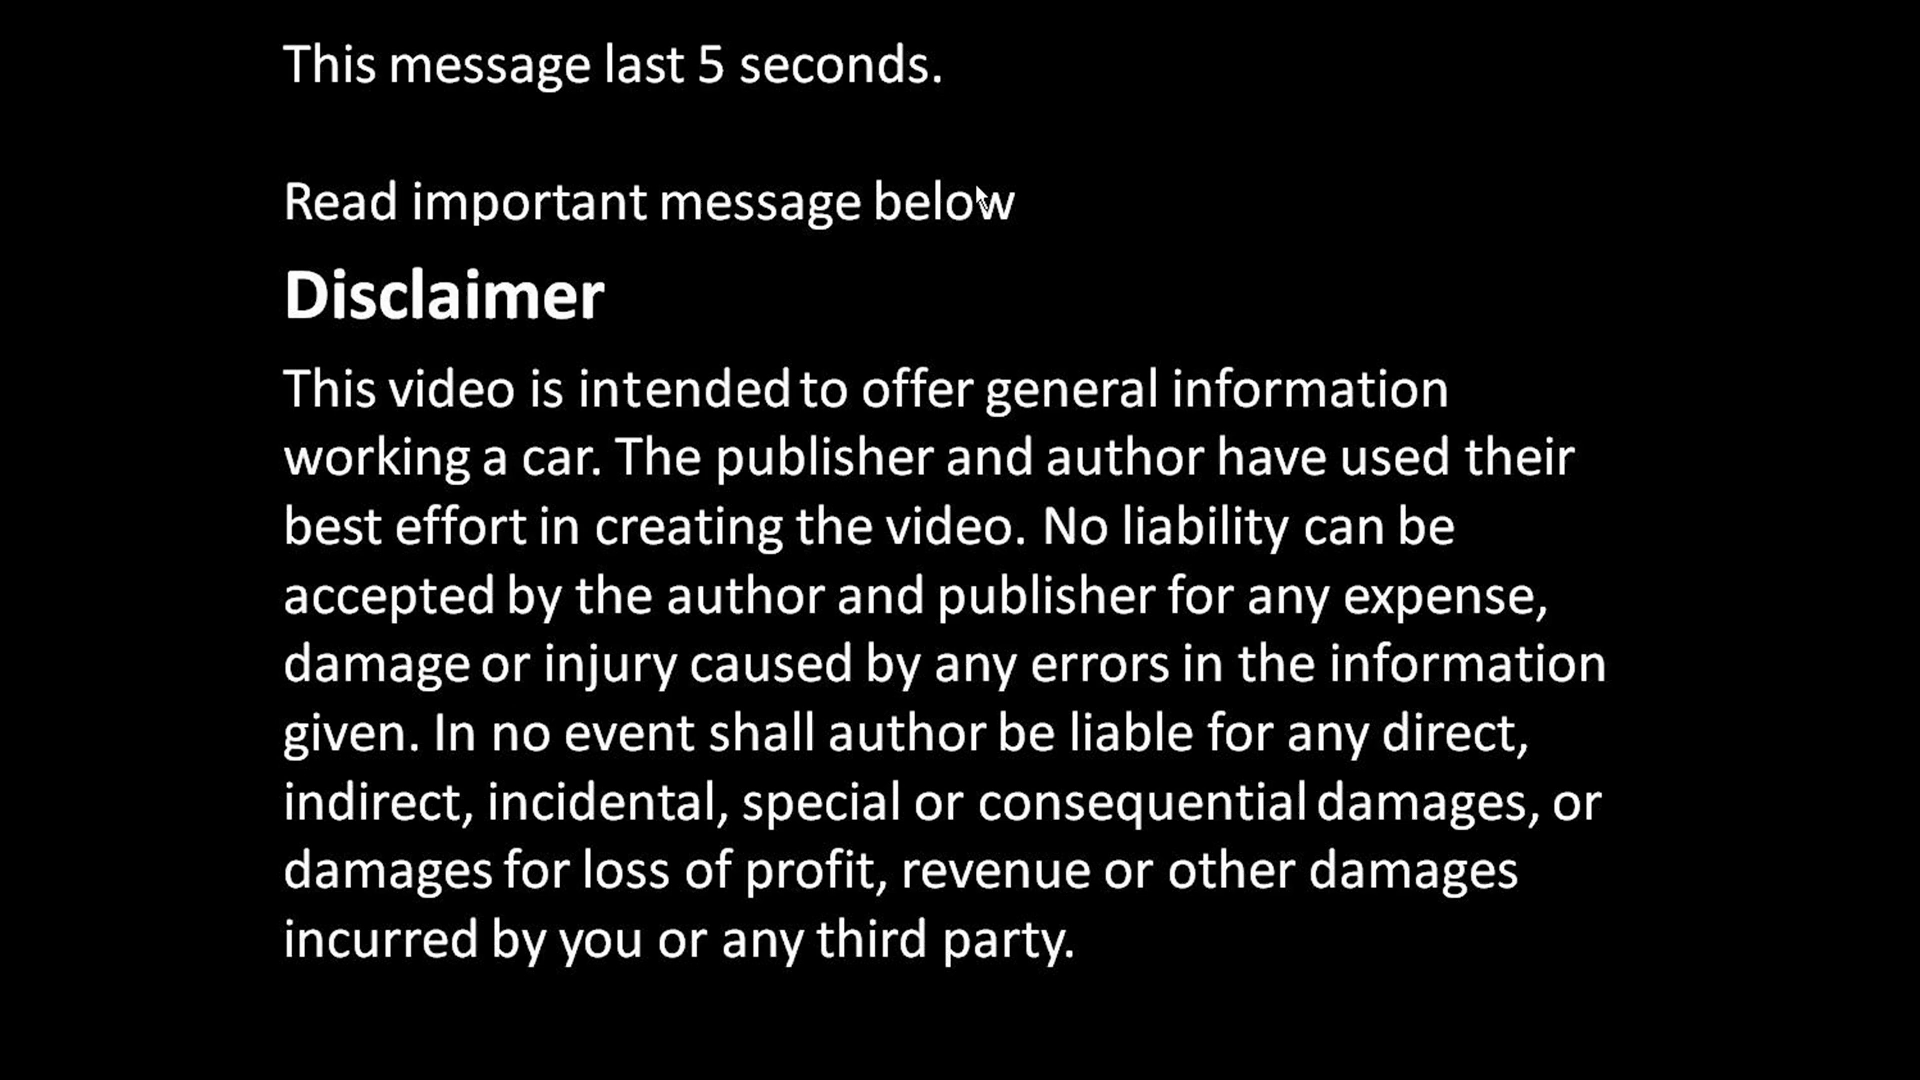 This message last 5 seconds.
Read important message below
Disclaimer
This video is intended to offer general information
working a car. The publisher and author have used their
best effort in creating the video. No liability can be
accepted by the author and publisher for any expense,
damage or injury caused by any errors in the information
given. In no event shall author be liable for any direct,
indirect, incidental, special or consequential damages, or
damages for loss of profit, revenue or other damages
incurred by you or any third party.